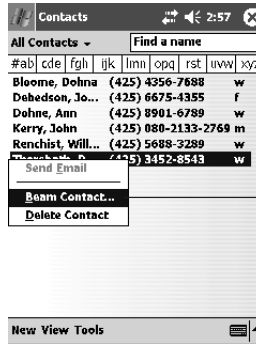 Contacts 2:57
All Contacts Find a name
#ab cde fgh ijk lmn opq rst uvw xyz
Bloome, Dohna (425) 4356-7688 w
Debedson, Jo... (425) 6675-4355 f
Dohne, Ann (425) 8901-6789 w
Kerry, John (425) 080-2133-2769 m
Renchist, Will... (425) 5688-3289 w
(425) 3452-8543 w
Send Email
Beam Contact...
Delete Contact
New View Tools